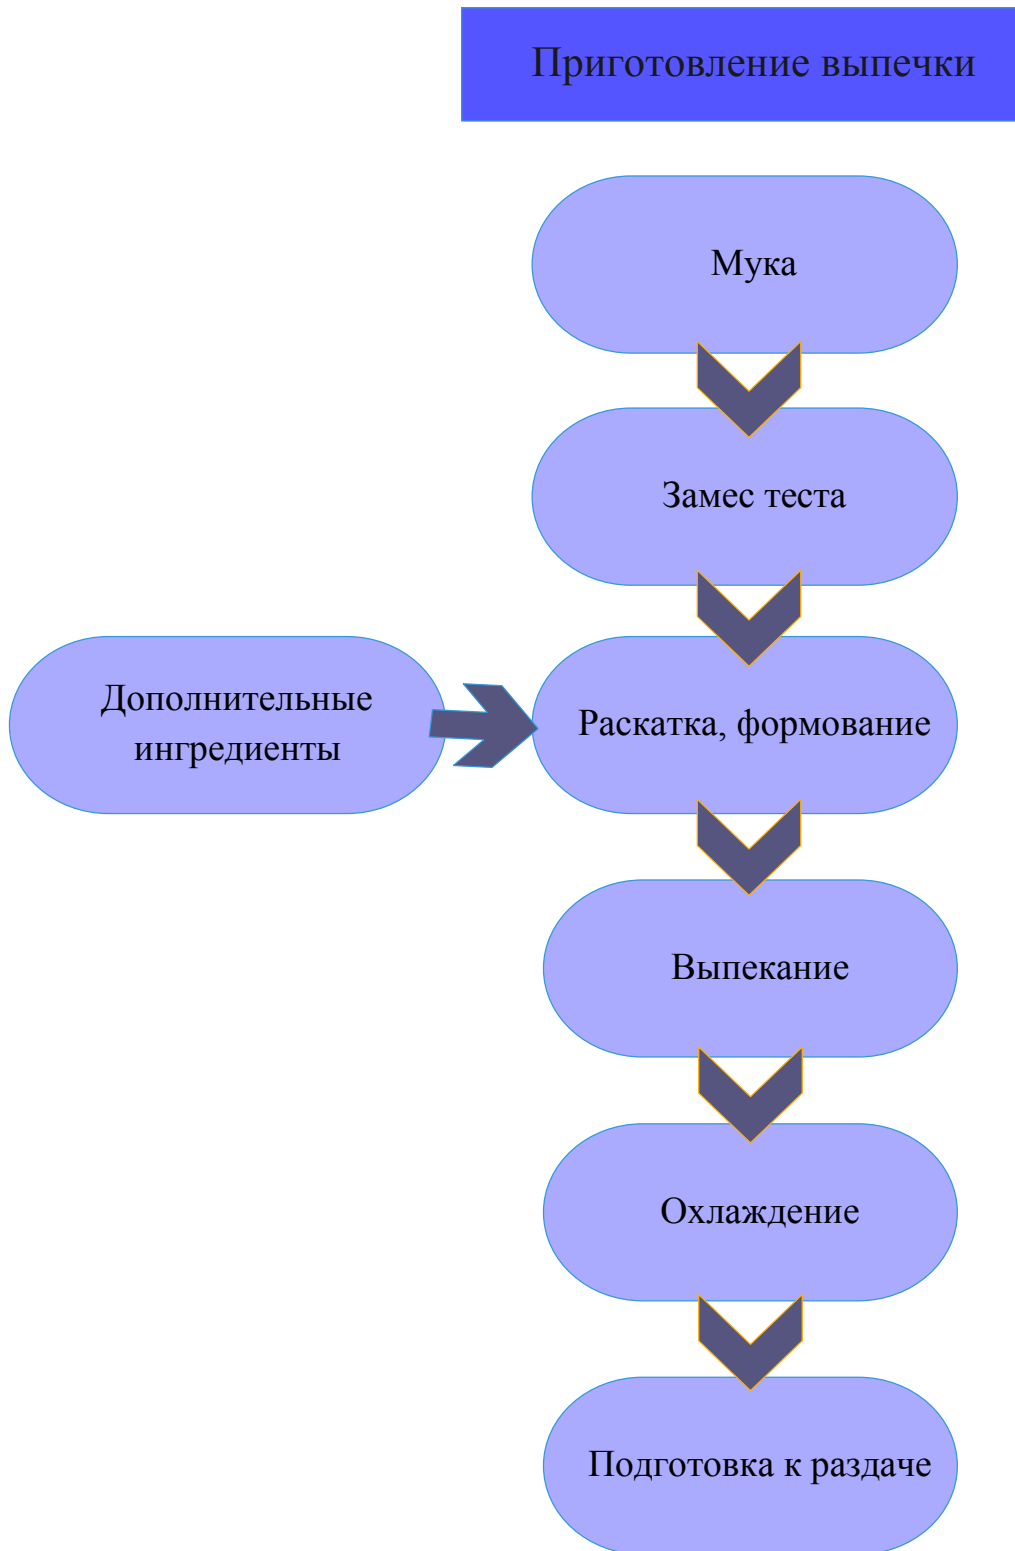 Приготовление выпечки
Мука
Замес теста
Дополнительные
ингредиенты
Раскатка, формование
Выпекание
Охлаждение
Подготовка к раздаче